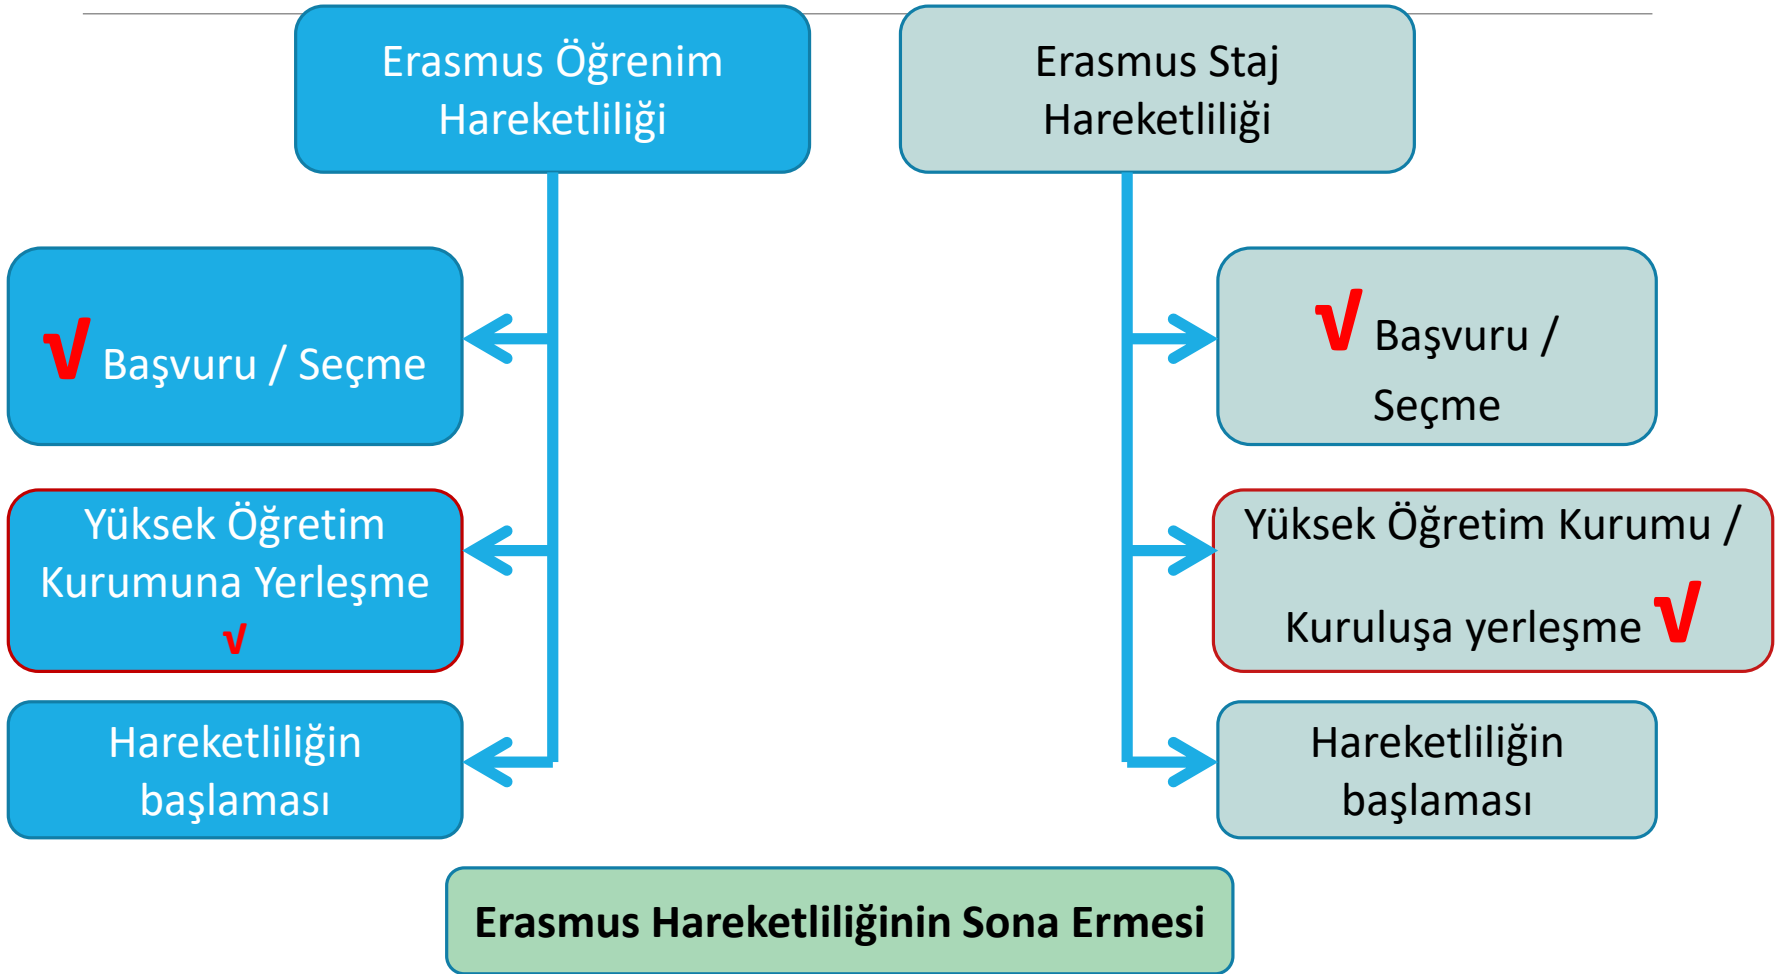 Erasmus Öğrenim
Hareketliliği
√ Başvuru / Seçme
Yüksek Öğretim
Kurumuna Yerleşme
√
Hareketliliğin
başlaması
Erasmus Staj
Hareketliliği
√ Başvuru /
Seçme
Yüksek Öğretim Kurumu /
Kuruluşa yerleşme √
Hareketliliğin
başlaması
Erasmus Hareketliliğinin Sona Ermesi